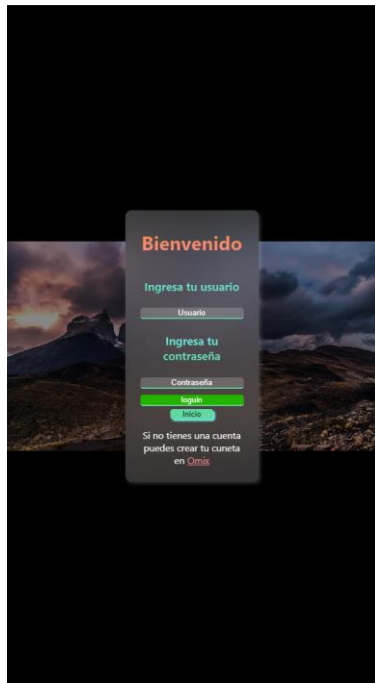 Bienvenido
Ingresa tu usuario
Usuario
Ingresa tu
contraseña
Contraseña
loguin
Inicio
Si no tienes una cuenta
puedes crear tu cuneta
en Omix